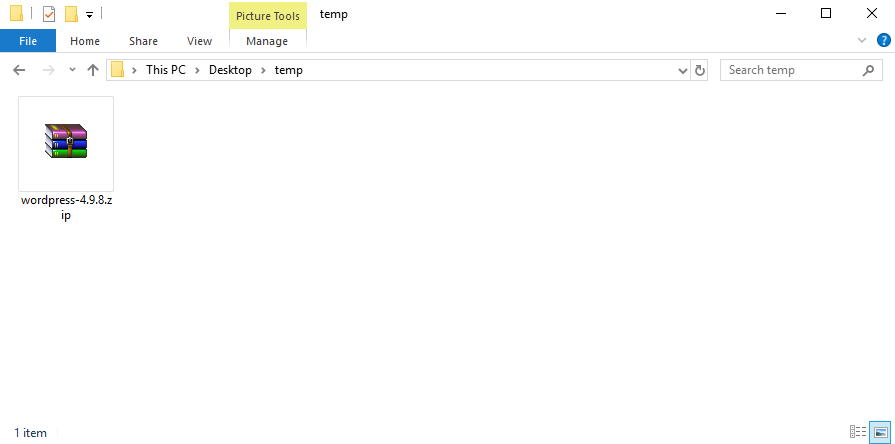 Picture Tools
temp
File
Home
Share
View
Manage
?
This PC
Desktop
temp
Search temp
wordpress-4.9.8.z
ip
1 item